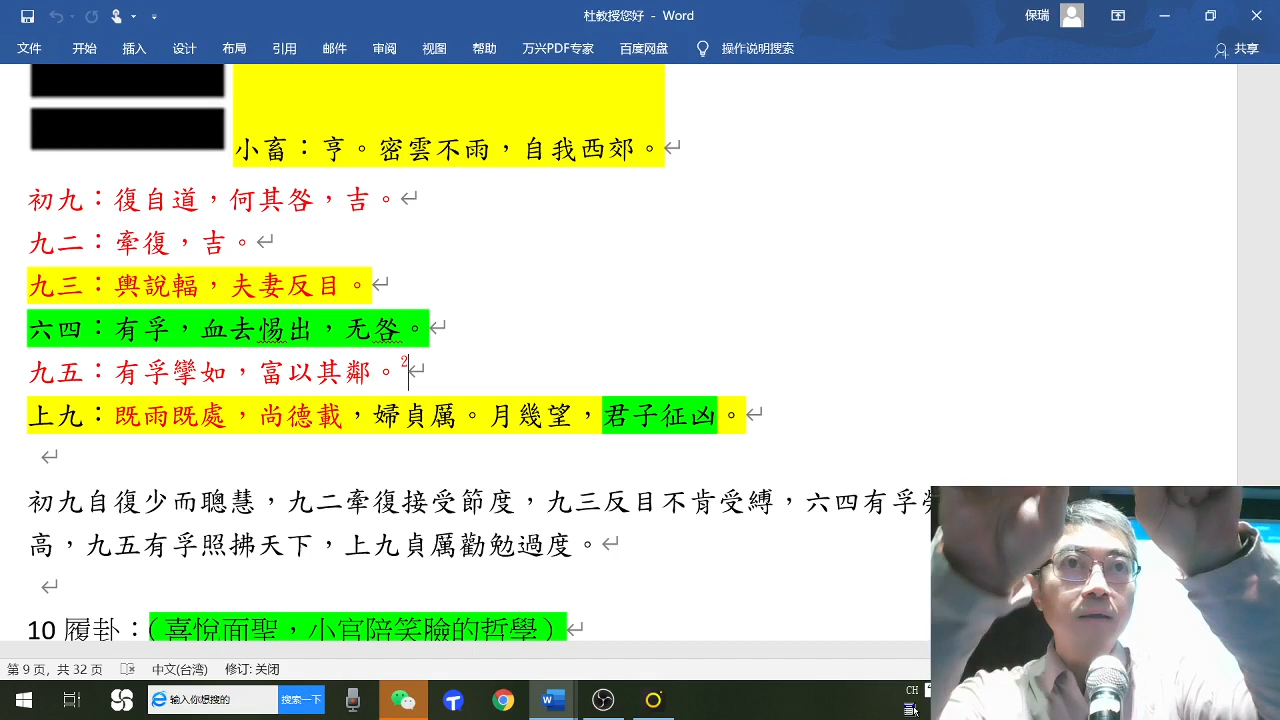 杜教授您好 - Word
保瑞
文件 开始 插入 设计 布局 引用 邮件 审阅 视图 帮助 万兴PDF专家 百度网盘 操作说明搜索 共享
小畜：亨。密雲不雨，自我西郊。
初九：復自道，何其咎，吉。
九二：牽復，吉。
九三：輿說輻，夫妻反目。
六四：有孚，血去惕出，无咎。
九五：有孚攣如，富以其鄰。2
上九：既雨既處，尚德載，婦貞厲。月幾望，君子征凶。
初九自復少而聰慧，九二牽復接受節度，九三反目不肯受縛，六四有孚
高，九五有孚照拂天下，上九貞厲勸勉過度。
10 履卦：（喜悅面聖，小官陪笑臉的哲學）
第 9 页，共 32 页 中文(台湾) 修订: 关闭
输入你想搜的 搜索一下 CH